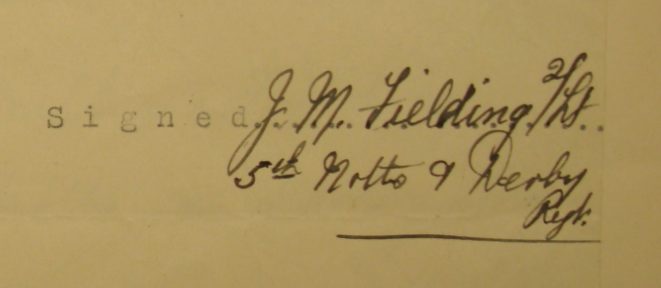 Signed J. M. Fielding 2/Lt.
5th Notts & Derby
Regt.